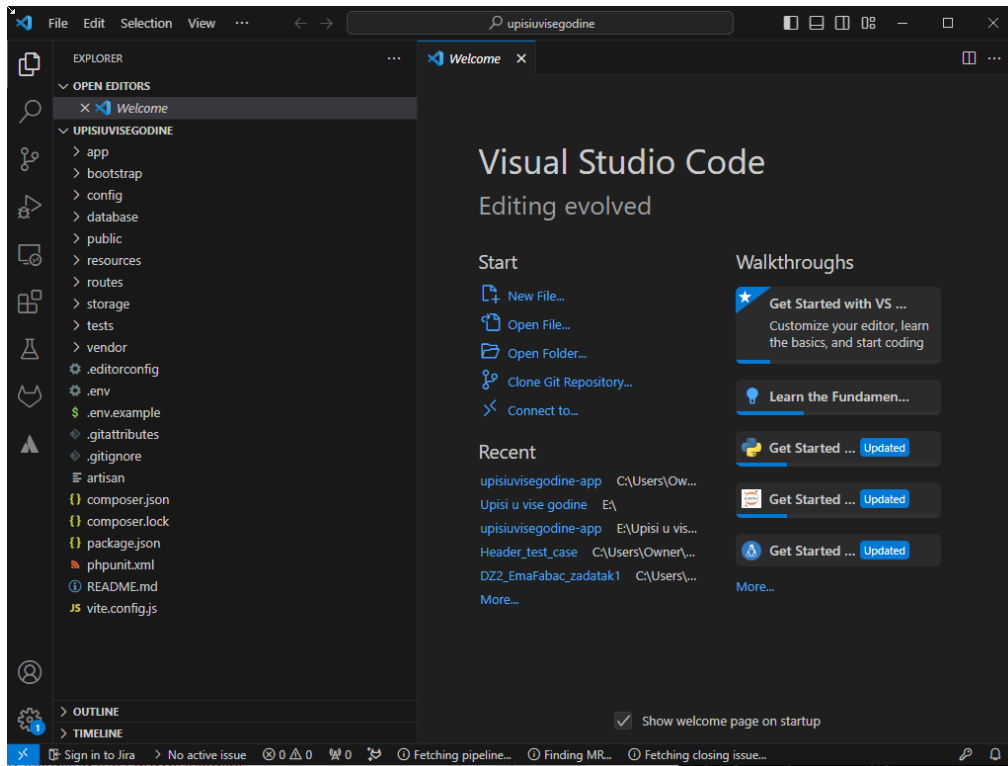 File Edit Selection View ... upisiuvisegodine
EXPLORER ...
OPEN EDITORS
Welcome
UPISIUVISEGODINE
app
bootstrap
config
database
public
resources
routes
storage
tests
vendor
.editorconfig
.env
$ .env.example
.gitattributes
.gitignore
artisan
{} composer.json
{} composer.lock
{} package.json
phpunit.xml
README.md
JS vite.config.js
OUTLINE
TIMELINE
Welcome
Visual Studio Code
Editing evolved
Start
New File...
Open File...
Open Folder...
Clone Git Repository...
Connect to...
Recent
upisiuvisegodine-app C:\Users\Ow...
Upisi u vise godine E:\
upisiuvisegodine-app E:\Upisi u vis...
Header_test_case C:\Users\Owner\...
DZ2_EmaFabac_zadatak1 C:\Users\...
More...
Walkthroughs
Get Started with VS ...
Customize your editor, learn
the basics, and start coding
Learn the Fundamen...
Get Started ... Updated
Get Started ... Updated
Get Started ... Updated
More...
Show welcome page on startup
1
Sign in to Jira No active issue 0 0 0 Fetching pipeline... Finding MR... Fetching closing issue...